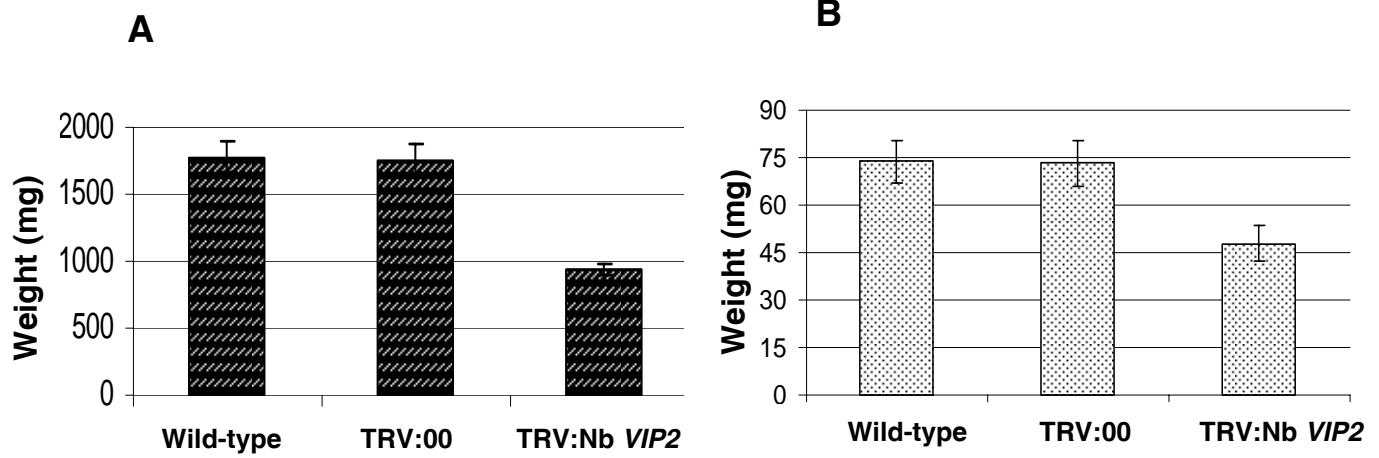 A
Weight (mg)
2000
1500
1000
500
0
Wild-type
TRV:00
TRV:Nb VIP2
B
Weight (mg)
90
75
60
45
30
15
0
Wild-type
TRV:00
TRV:Nb VIP2